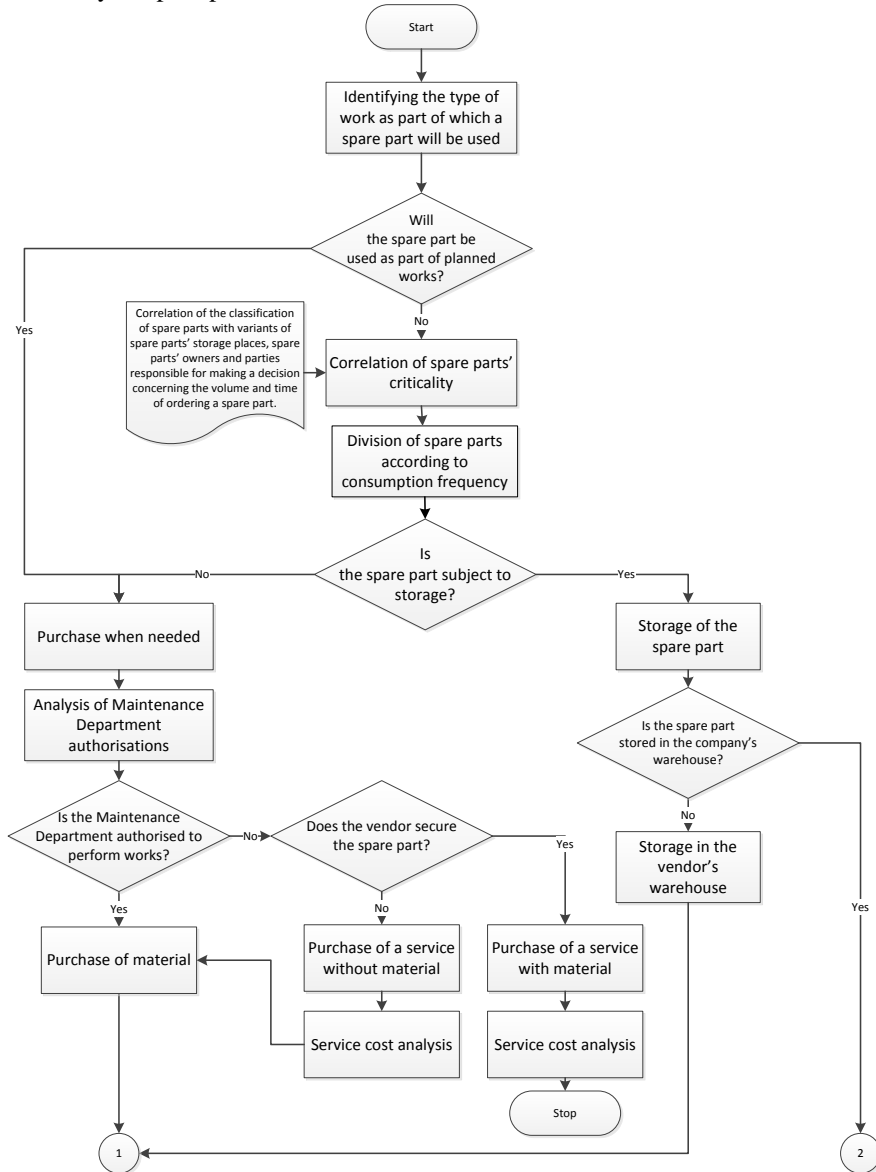 Start
Identifying the type of
work as part of which a
spare part will be used
Will
the spare part be
used as part of planned
works?
Yes
No
Correlation of the classification
of spare parts with variants of
spare parts' storage places, spare
parts' owners and parties
responsible for making a decision
concerning the volume and time
of ordering a spare part.
Correlation of spare parts'
criticality
Division of spare parts
according to
consumption frequency
Is
the spare part subject to
storage?
No
Yes
Purchase when needed
Storage of the
spare part
Analysis of Maintenance
Department
authorisations
Is the spare part
stored in the company's
warehouse?
No
Yes
Is the Maintenance
Department authorised to
perform works?
No
Does the vendor secure
the spare part?
Yes
Storage in the
vendor's
warehouse
Yes
No
Purchase of material
Purchase of a service
without material
Purchase of a service
with material
Service cost analysis
Service cost analysis
Stop
1
2